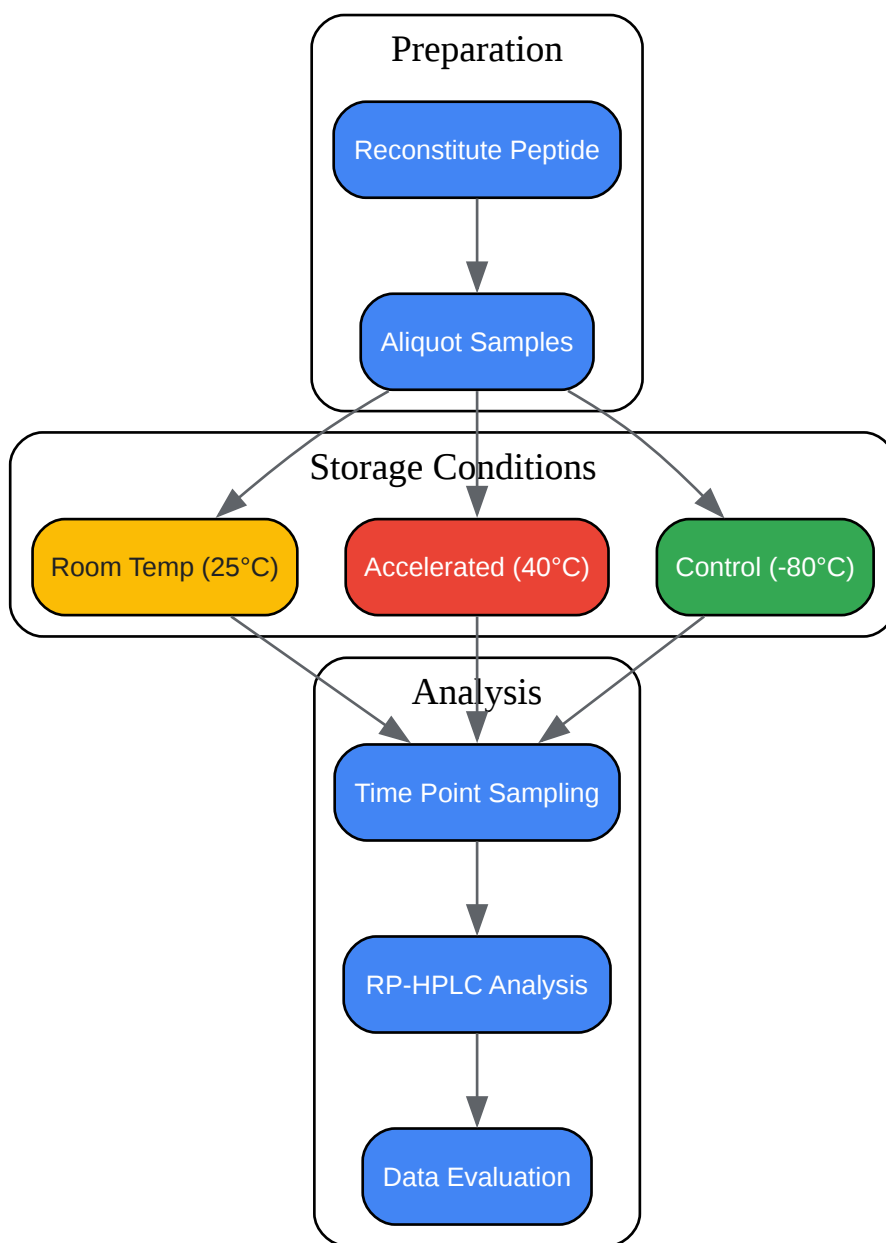 Preparation
Reconstitute Peptide
Aliquot Samples
Storage Conditions
Room Temp (25°C)
Accelerated (40°C)
Control (-80°C)
Analysis
Time Point Sampling
RP-HPLC Analysis
Data Evaluation